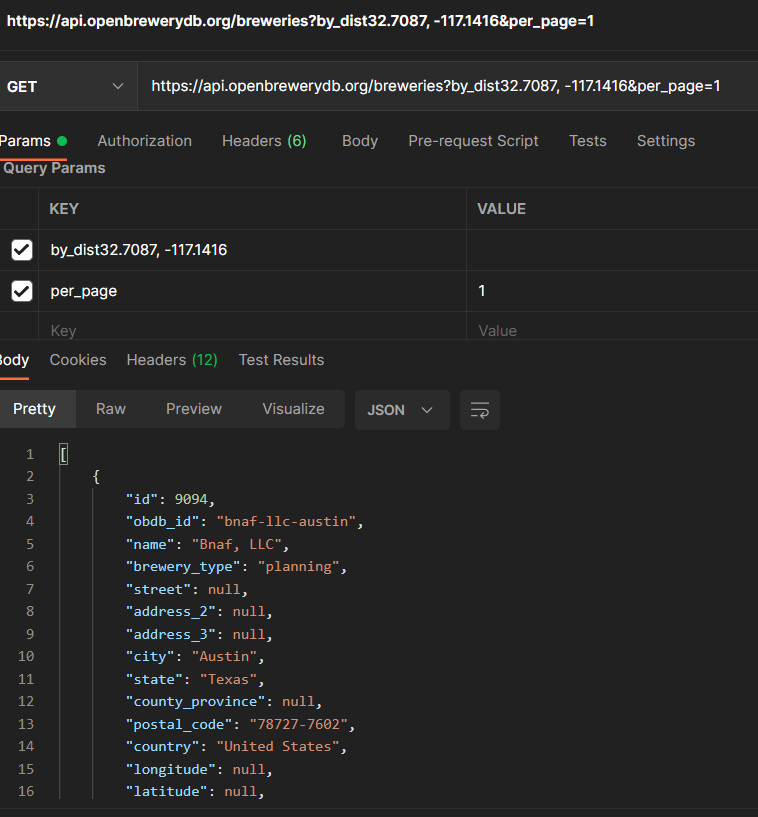 https://api.openbrewerydb.org/breweries?by_dist32.7087, -117.1416&per_page=1
GET https://api.openbrewerydb.org/breweries?by_dist32.7087, -117.1416&per_page=1
Params Authorization Headers (6) Body Pre-request Script Tests Settings
Query Params
KEY VALUE
by_dist32.7087, -117.1416
per_page 1
Key Value
Body Cookies Headers (12) Test Results
Pretty Raw Preview Visualize JSON
1 [
2 {
3 "id": 9094,
4 "obdb_id": "bnaf-llc-austin",
5 "name": "Bnaf, LLC",
6 "brewery_type": "planning",
7 "street": null,
8 "address_2": null,
9 "address_3": null,
10 "city": "Austin",
11 "state": "Texas",
12 "county_province": null,
13 "postal_code": "78727-7602",
14 "country": "United States",
15 "longitude": null,
16 "latitude": null,